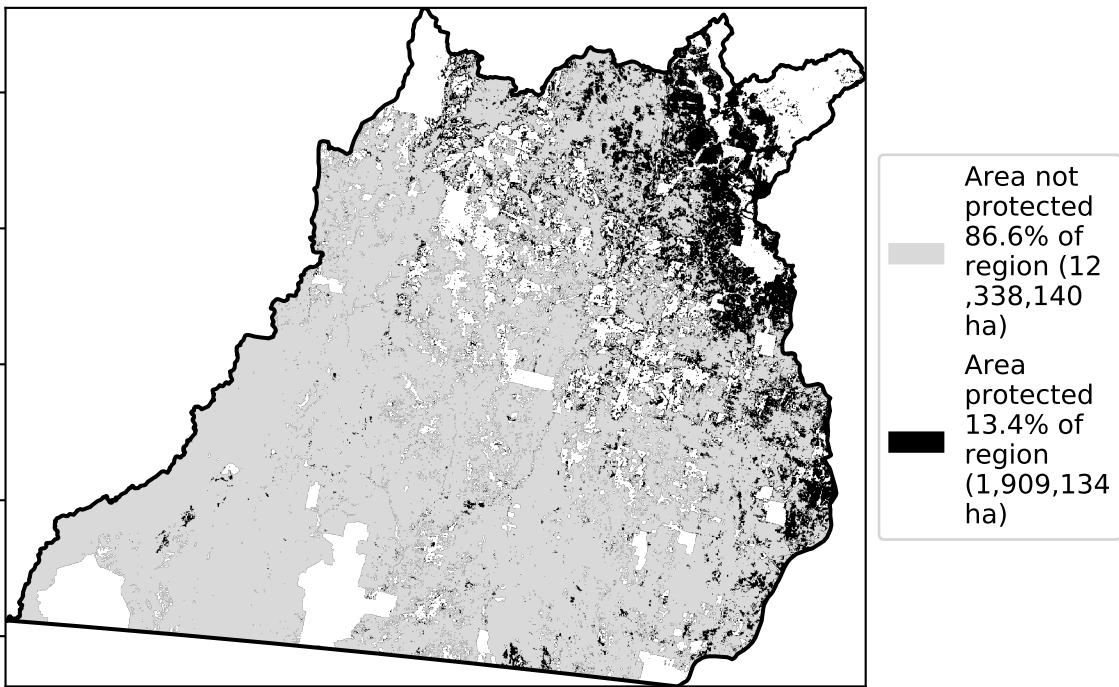 Area not
protected
86.6% of
region (12
,338,140
ha)
Area
protected
13.4% of
region
(1,909,134
ha)